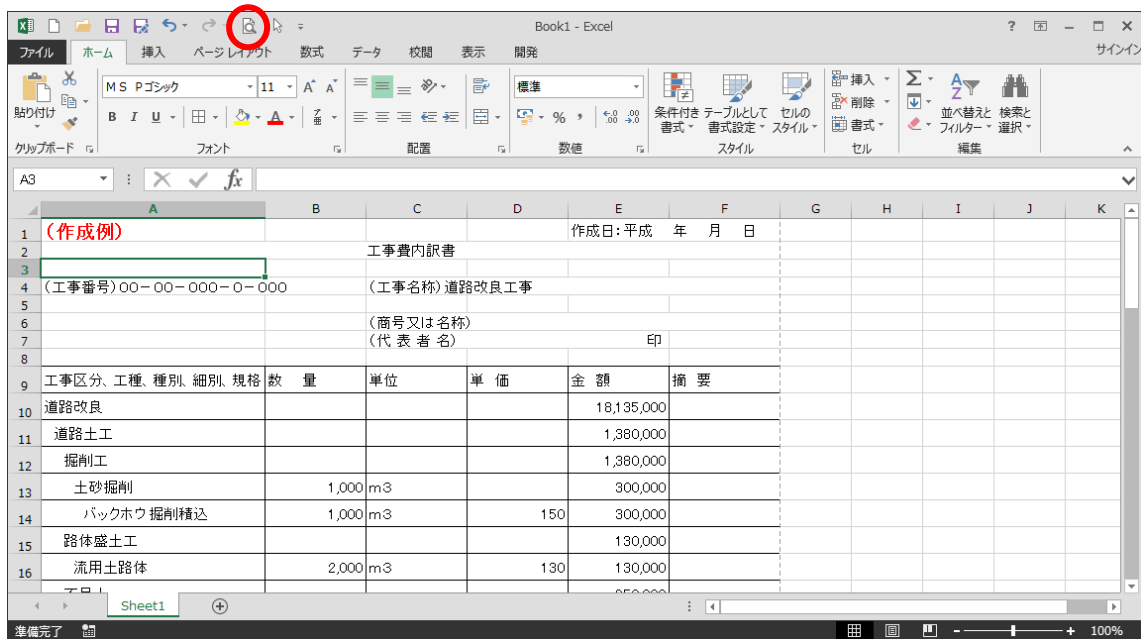 Book1 - Excel
ファイル ホーム 挿入 ページ レイアウト 数式 データ 校閲 表示 開発 サインイン
貼り付け
MS Pゴシック 11 A A
標準
B I U
% ,
条件付き書式 テーブルとして書式設定 セルのスタイル
挿入
削除
書式
Σ
並べ替えとフィルター 検索と選択
クリップボード フォント 配置 数値 スタイル セル 編集
A3 fx
A B C D E F G H I J K
1 (作成例) 作成日:平成 年 月 日
2 工事費内訳書
3
4 (工事番号)00-00-000-0-000 (工事名称)道路改良工事
5
6 (商号又は名称)
7 (代 表 者 名) 印
8
9 工事区分、工種、種別、細別、規格 数 量 単位 単 価 金 額 摘 要
10 道路改良 18,135,000
11 道路土工 1,380,000
12 掘削工 1,380,000
13 土砂掘削 1,000 m3 300,000
14 バックホウ掘削積込 1,000 m3 150 300,000
15 路体盛土工 130,000
16 流用土路体 2,000 m3 130 130,000
Sheet1
準備完了 100%